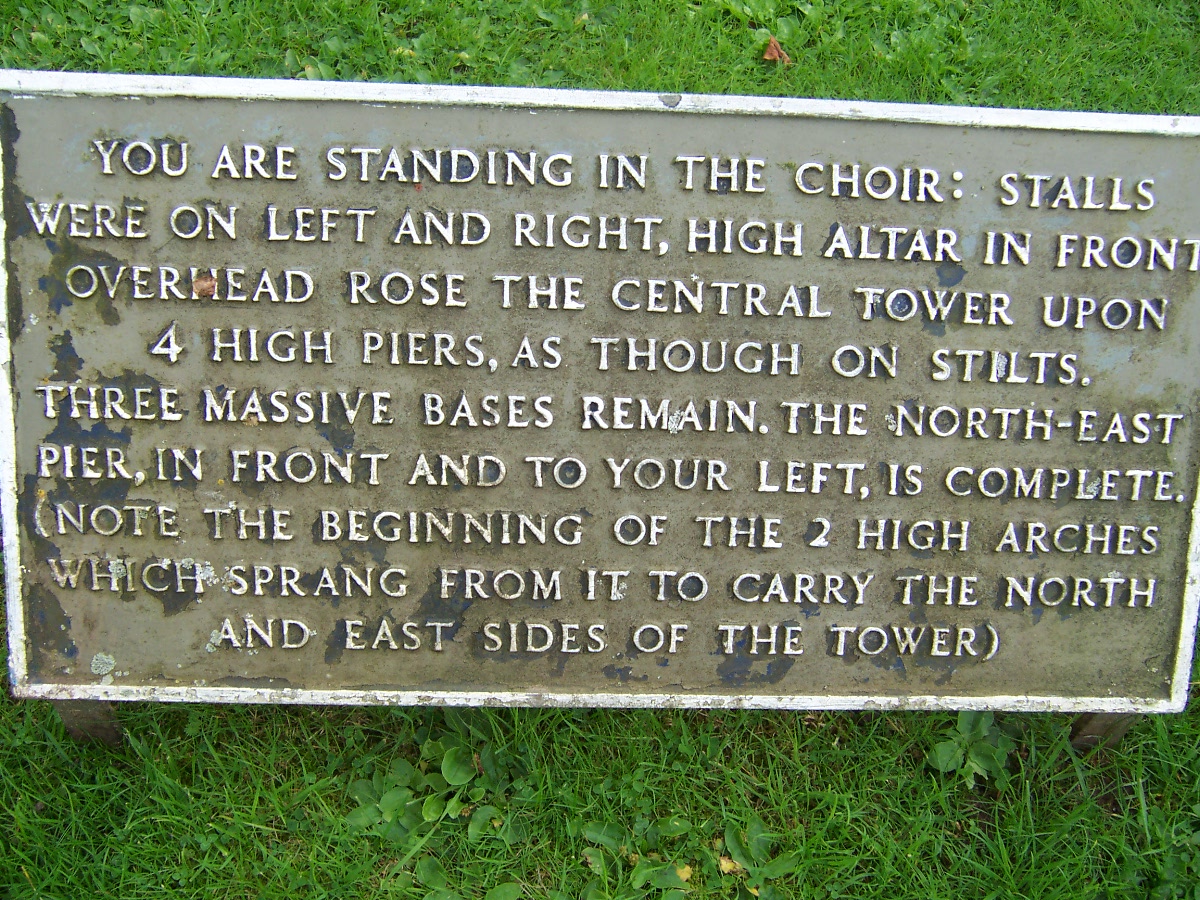 YOU ARE STANDING IN THE CHOIR: STALLS
WERE ON LEFT AND RIGHT, HIGH ALTAR IN FRONT
OVERHEAD ROSE THE CENTRAL TOWER UPON
4 HIGH PIERS, AS THOUGH ON STILTS.
THREE MASSIVE BASES REMAIN. THE NORTH-EAST
PIER, IN FRONT AND TO YOUR LEFT, IS COMPLETE.
(NOTE THE BEGINNING OF THE 2 HIGH ARCHES
WHICH SPRANG FROM IT TO CARRY THE NORTH
AND EAST SIDES OF THE TOWER)